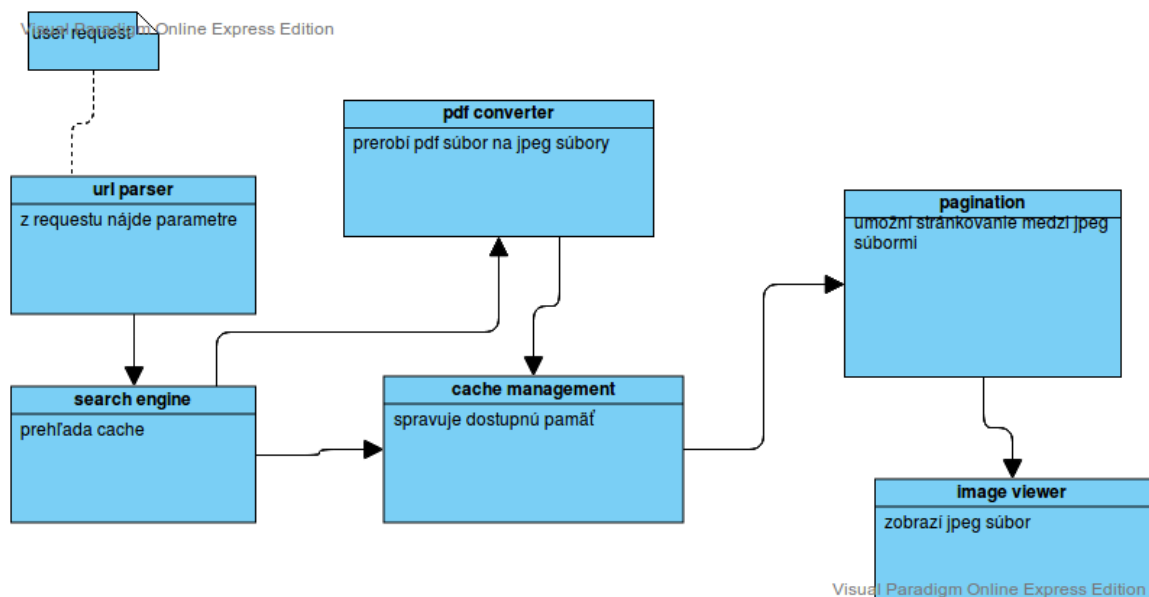 Visual Paradigm Online Express Edition
user request
pdf converter
prerobí pdf súbor na jpeg súbory
url parser
z requestu nájde parametre
pagination
umožní stránkovanie medzi jpeg
súbormi
search engine
prehľada cache
cache management
spravuje dostupnú pamäť
image viewer
zobrazí jpeg súbor
Visual Paradigm Online Express Edition